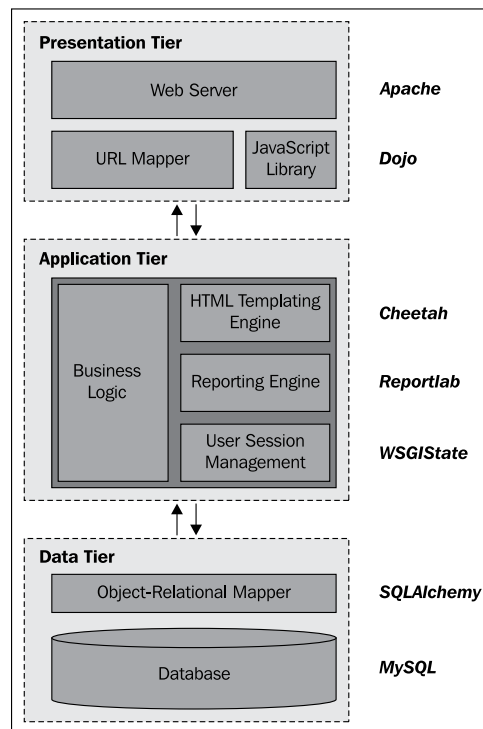 Presentation Tier
Web Server
Apache
URL Mapper
JavaScript
Library
Dojo
Application Tier
Business
Logic
HTML Templating
Engine
Cheetah
Reporting Engine
Reportlab
User Session
Management
WSGIState
Data Tier
Object-Relational Mapper
SQLAlchemy
Database
MySQL